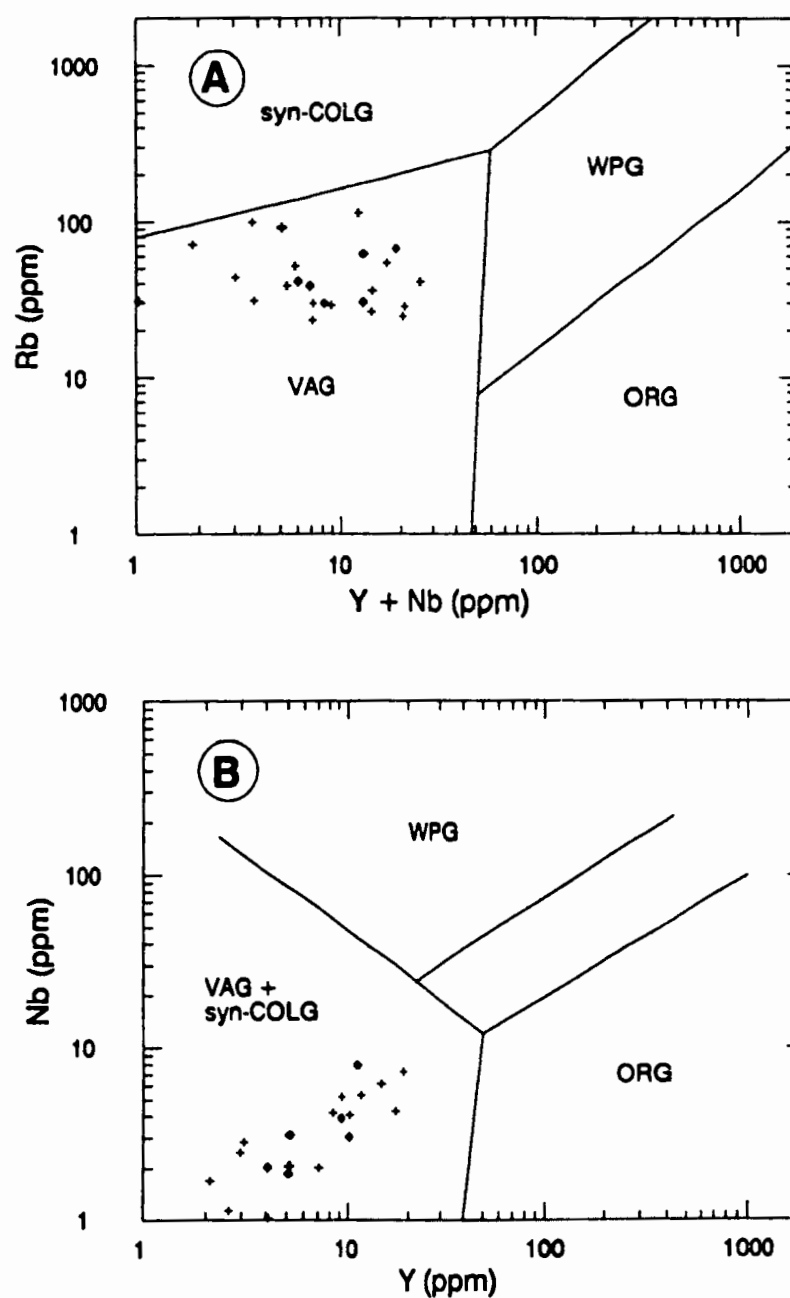 A
syn-COLG
WPG
VAG
ORG
Rb (ppm)
1000
100
10
1
1
10
100
1000
Y + Nb (ppm)
B
WPG
VAG +
syn-COLG
ORG
Nb (ppm)
1000
100
10
1
1
10
100
1000
Y (ppm)